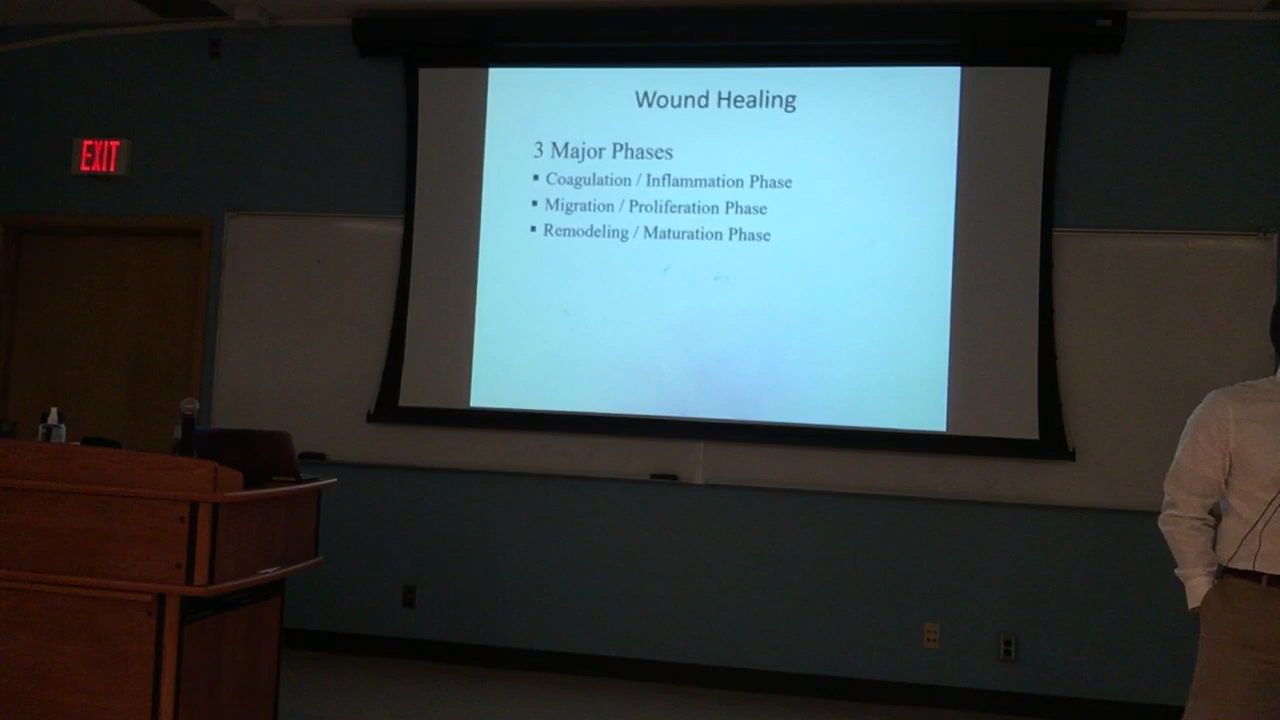 Wound Healing
EXIT
3 Major Phases
▪ Coagulation / Inflammation Phase
▪ Migration / Proliferation Phase
▪ Remodeling / Maturation Phase